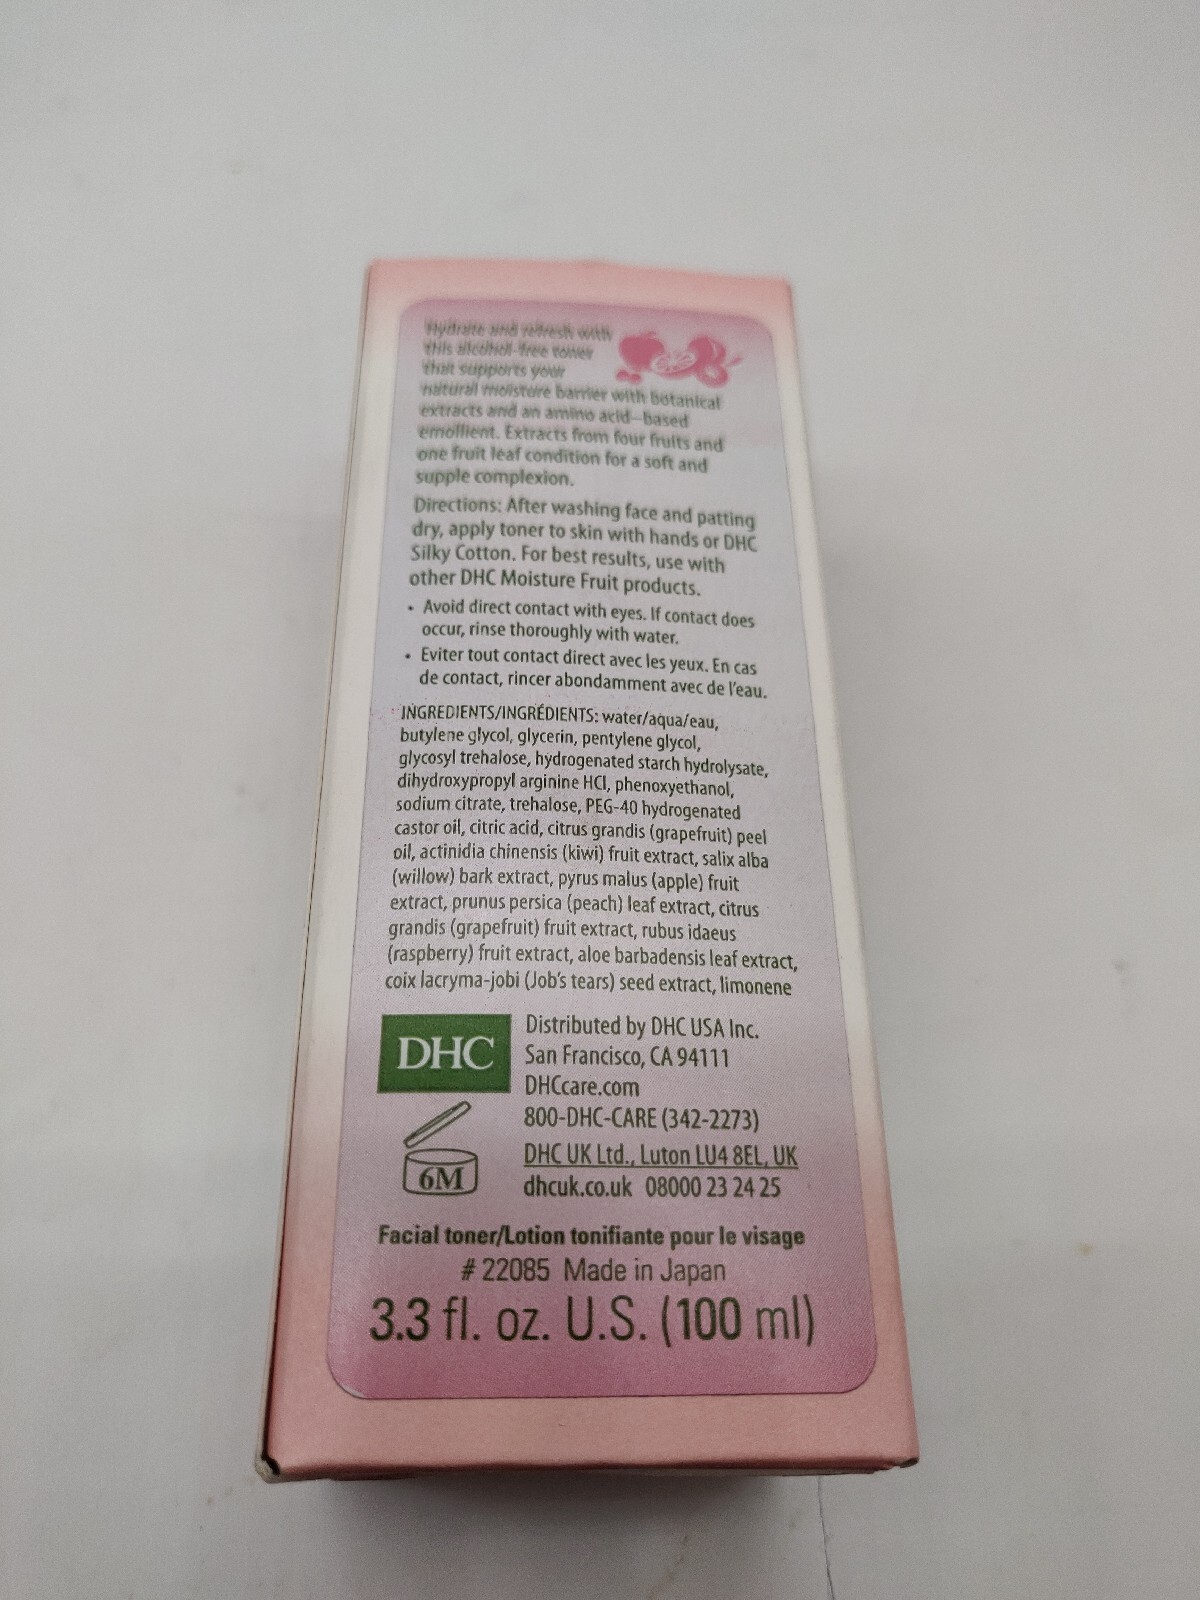 Hydrate and refresh with
this alcohol-free toner
that supports your
natural moisture barrier with botanical
extracts and an amino acid–based
emollient. Extracts from four fruits and
one fruit leaf condition for a soft and
supple complexion.
Directions: After washing face and patting
dry, apply toner to skin with hands or DHC
Silky Cotton. For best results, use with
other DHC Moisture Fruit products.
• Avoid direct contact with eyes. If contact does
occur, rinse thoroughly with water.
• Eviter tout contact direct avec les yeux. En cas
de contact, rincer abondamment avec de l'eau.
INGREDIENTS/INGRÉDIENTS: water/aqua/eau,
butylene glycol, glycerin, pentylene glycol,
glycosyl trehalose, hydrogenated starch hydrolysate,
dihydroxypropyl arginine HCl, phenoxyethanol,
sodium citrate, trehalose, PEG-40 hydrogenated
castor oil, citric acid, citrus grandis (grapefruit) peel
oil, actinidia chinensis (kiwi) fruit extract, salix alba
(willow) bark extract, pyrus malus (apple) fruit
extract, prunus persica (peach) leaf extract, citrus
grandis (grapefruit) fruit extract, rubus idaeus
(raspberry) fruit extract, aloe barbadensis leaf extract,
coix lacryma-jobi (Job's tears) seed extract, limonene
DHC
Distributed by DHC USA Inc.
San Francisco, CA 94111
DHCcare.com
800-DHC-CARE (342-2273)
DHC UK Ltd., Luton LU4 8EL, UK
dhcuk.co.uk 08000 23 24 25
6M
Facial toner/Lotion tonifiante pour le visage
# 22085 Made in Japan
3.3 fl. oz. U.S. (100 ml)